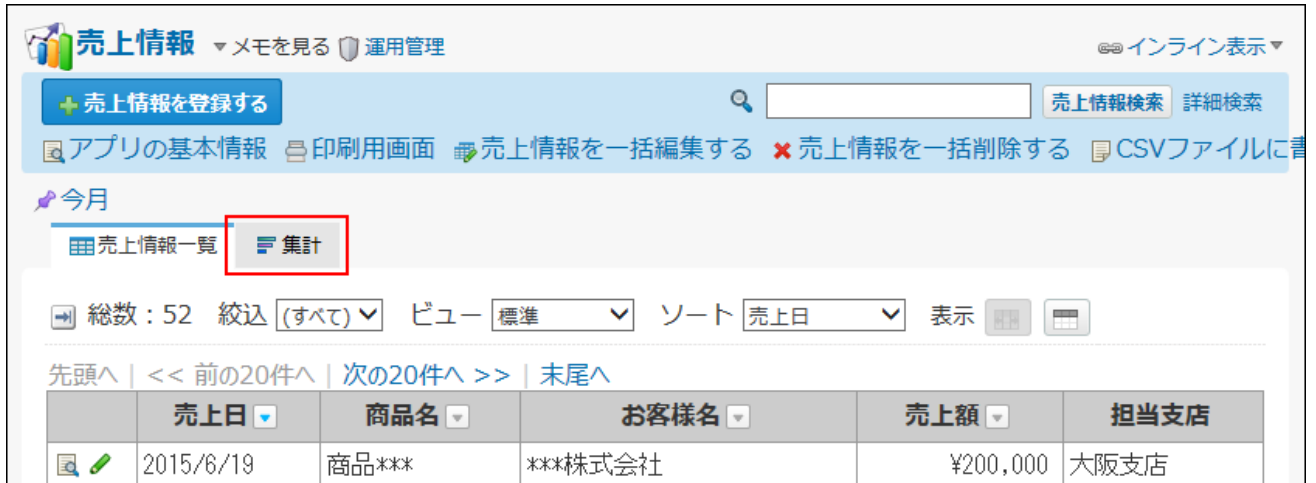 売上情報 ▼メモを見る 運用管理 インライン表示▼
売上情報を登録する 売上情報検索 詳細検索
アプリの基本情報 印刷用画面 売上情報を一括編集する 売上情報を一括削除する CSVファイルに書
今月
売上情報一覧 集計
総数：52 絞込 (すべて) ビュー 標準 ソート 売上日 表示
先頭へ | << 前の20件へ | 次の20件へ >> | 末尾へ
売上日 商品名 お客様名 売上額 担当支店
2015/6/19 商品*** ***株式会社 ¥200,000 大阪支店